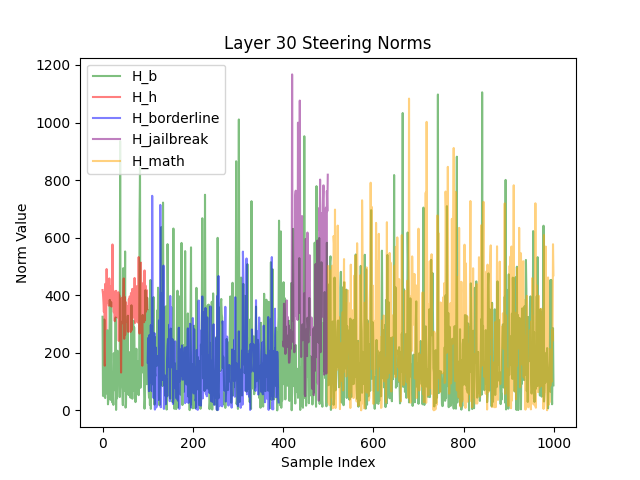 Layer 30 Steering Norms
Norm Value
1200
1000
800
600
400
200
0
H_b
H_h
H_borderline
H_jailbreak
H_math
0
200
400
600
800
1000
Sample Index